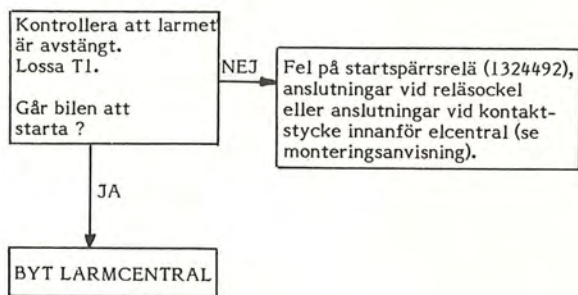 Kontrollera att larmet
är avstängt.
Lossa T1.
Går bilen att
starta ?
NEJ
Fel på startspärrsrelä (1324492),
anslutningar vid reläsockel
eller anslutningar vid kontakt-
stycke innanför elcentral (se
monteringsanvisning).
JA
BYT LARMCENTRAL